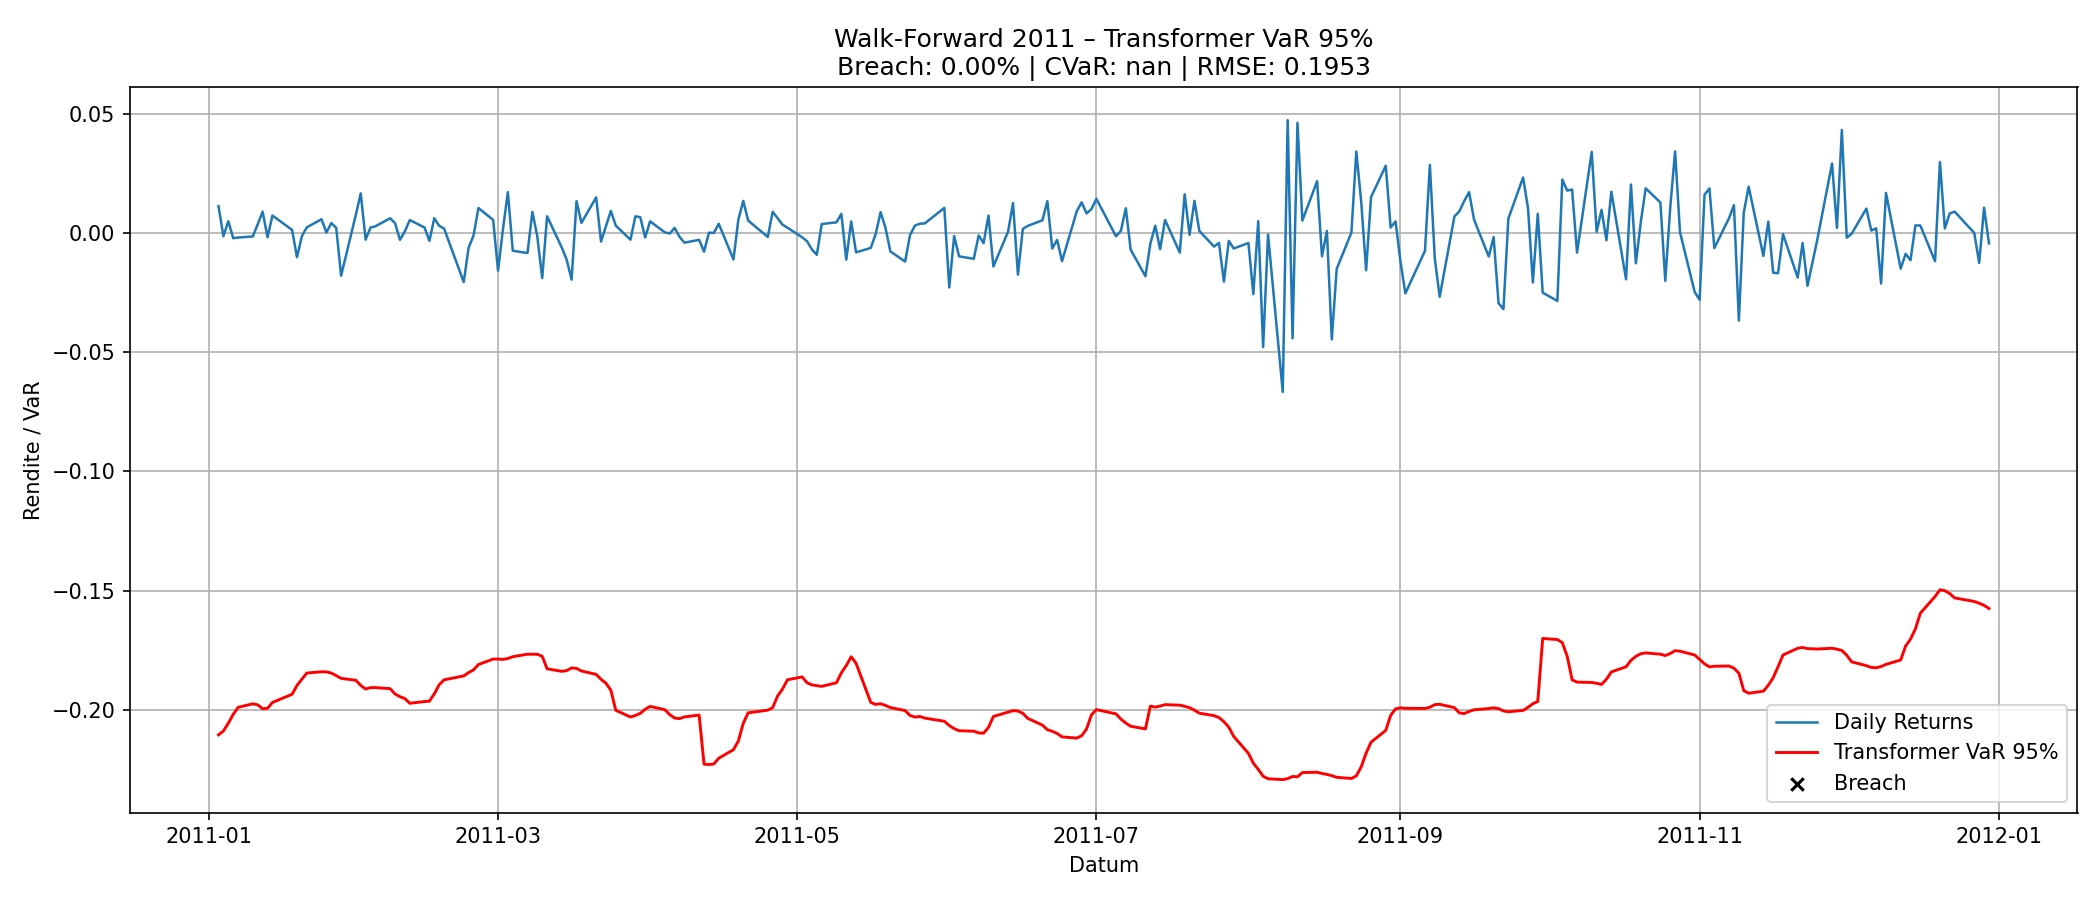 Walk-Forward 2011 – Transformer VaR 95%
Breach: 0.00% | CVaR: nan | RMSE: 0.1953
Rendite / VaR
0.05
0.00
−0.05
−0.10
−0.15
−0.20
Daily Returns
Transformer VaR 95%
Breach
2011-01
2011-03
2011-05
2011-07
2011-09
2011-11
2012-01
Datum